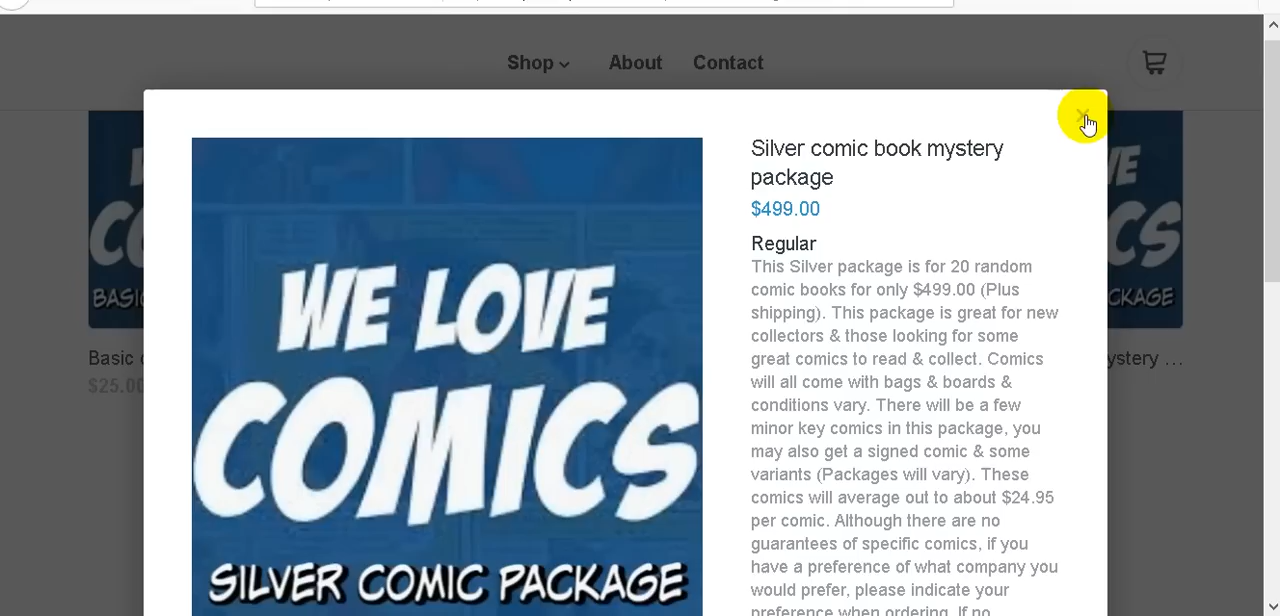 Shop About Contact
Silver comic book mystery
package
$499.00
Regular
This Silver package is for 20 random
comic books for only $499.00 (Plus
shipping). This package is great for new
collectors & those looking for some
great comics to read & collect. Comics
will all come with bags & boards &
conditions vary. There will be a few
minor key comics in this package, you
may also get a signed comic & some
variants (Packages will vary). These
comics will average out to about $24.95
per comic. Although there are no
guarantees of specific comics, if you
have a preference of what company you
would prefer, please indicate your
preference when ordering. If no
WE LOVE
COMICS
SILVER COMIC PACKAGE
BASIC
Basic
$25.00
ystery ...